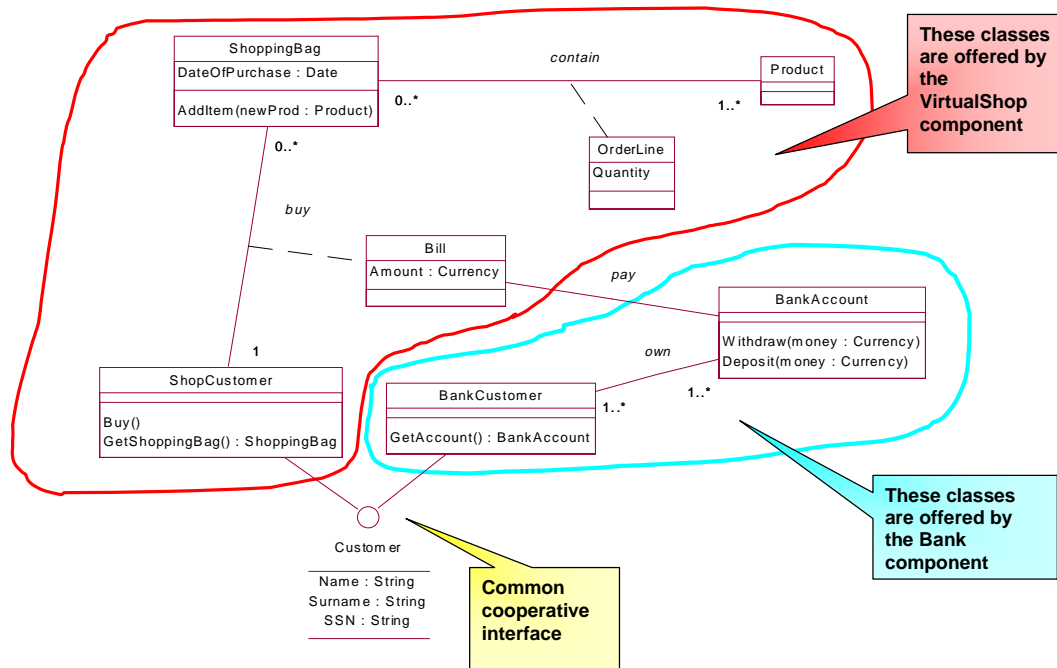 ShoppingBag
DateOfPurchase : Date
AddItem(newProd : Product)
contain
0..*
1..*
Product
OrderLine
Quantity
These classes
are offered by
the
VirtualShop
component
0..*
buy
Bill
Amount : Currency
pay
BankAccount
Withdraw(money : Currency)
Deposit(money : Currency)
own
1..*
1..*
1
ShopCustomer
Buy()
GetShoppingBag() : ShoppingBag
BankCustomer
GetAccount() : BankAccount
These classes
are offered by
the Bank
component
Customer
Name : String
Surname : String
SSN : String
Common
cooperative
interface